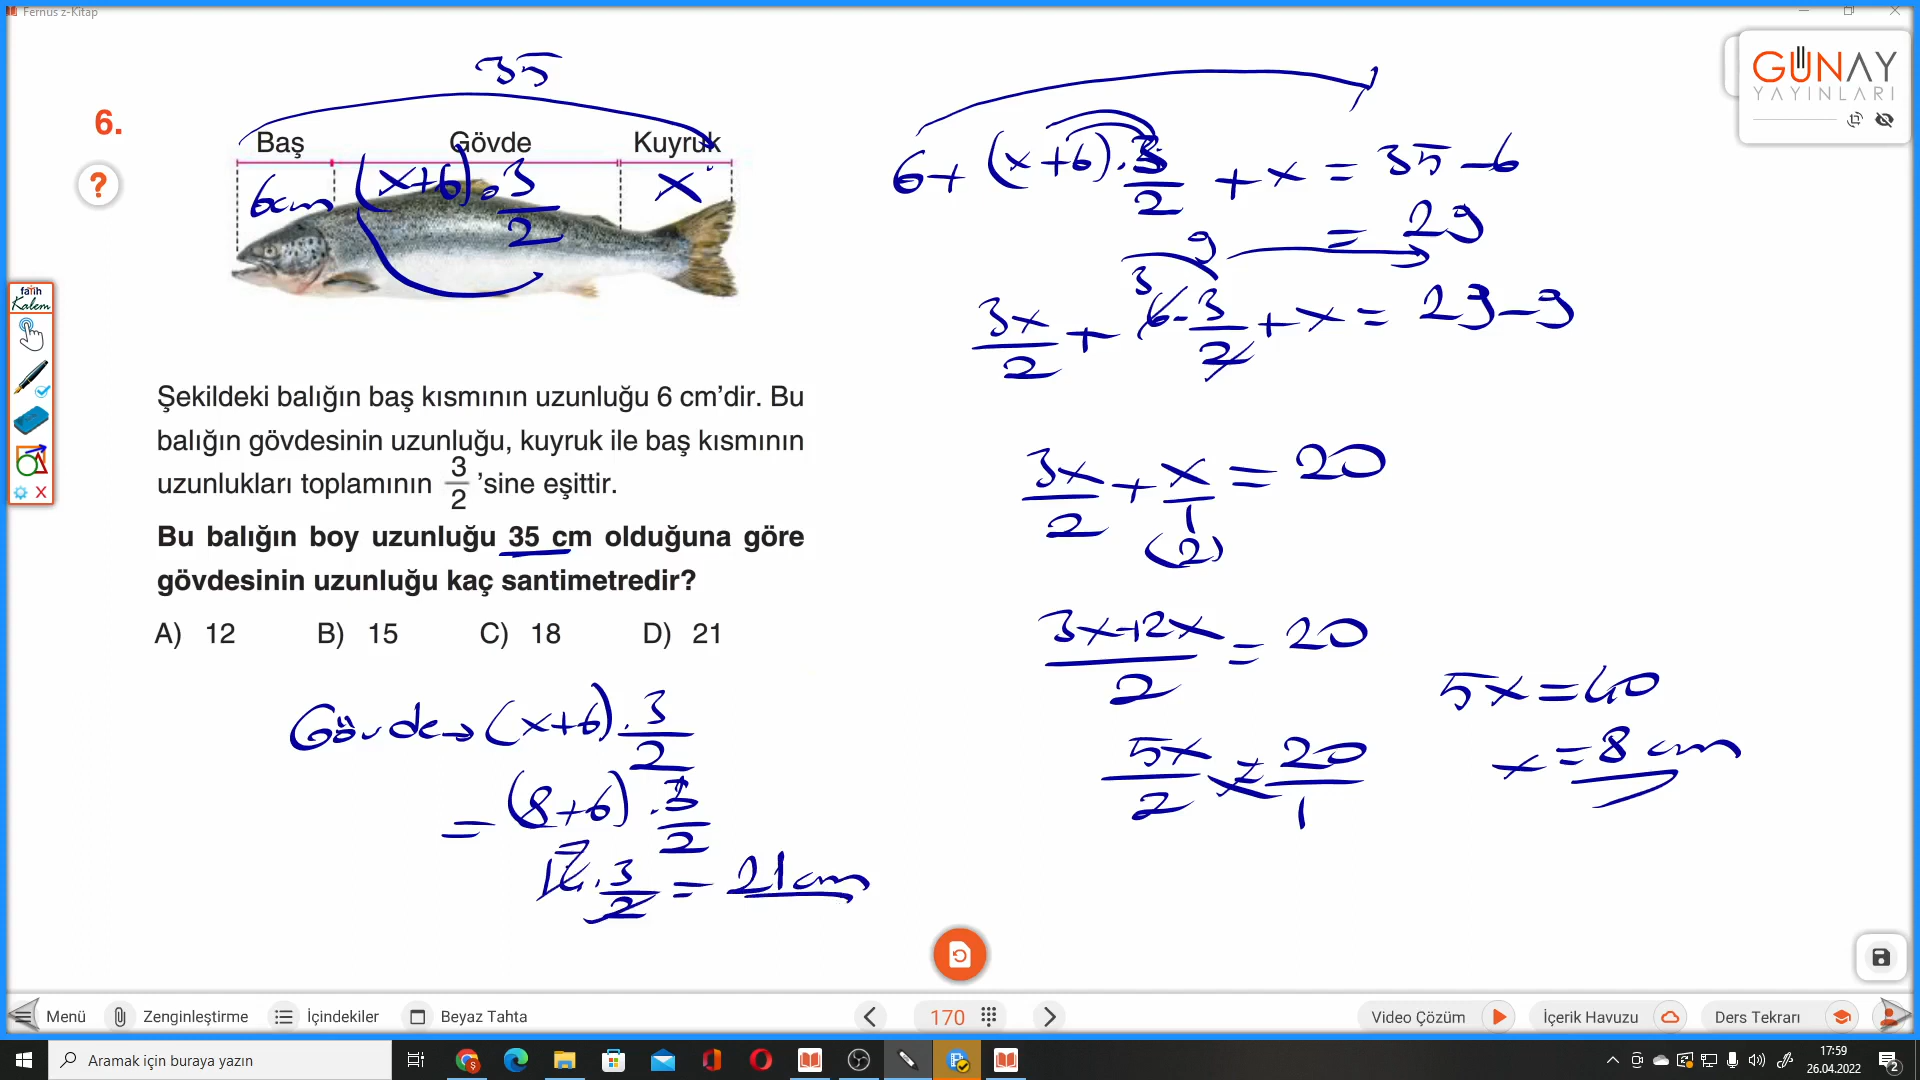 Fernus z-Kitap
35
6.
Baş Gövde Kuyruk
6cm (x+6) . 3/2 x
?
fatih
Kalem
Şekildeki balığın baş kısmının uzunluğu 6 cm'dir. Bu
balığın gövdesinin uzunluğu, kuyruk ile baş kısmının
uzunlukları toplamının 3/2 'sine eşittir.
Bu balığın boy uzunluğu 35 cm olduğuna göre
gövdesinin uzunluğu kaç santimetredir?
A) 12 B) 15 C) 18 D) 21
Gövde → (x+6) . 3/2
= (8+6) . 3/2
7
14 . 3/2 = 21 cm
6 + (x+6) . 3/2 + x = 35 - 6
= 29
9
3x/2 + 6 . 3/2 + x = 29 - 9
3
3x/2 + x/1 = 20
(2)
3x+2x/2 = 20
5x/2 = 20/1
5x = 40
x = 8 cm
GÜNAY
YAYINLARI
Menü Zenginleştirme İçindekiler Beyaz Tahta 170 Video Çözüm İçerik Havuzu Ders Tekrarı
Aramak için buraya yazın
17:59
26.04.2022
2